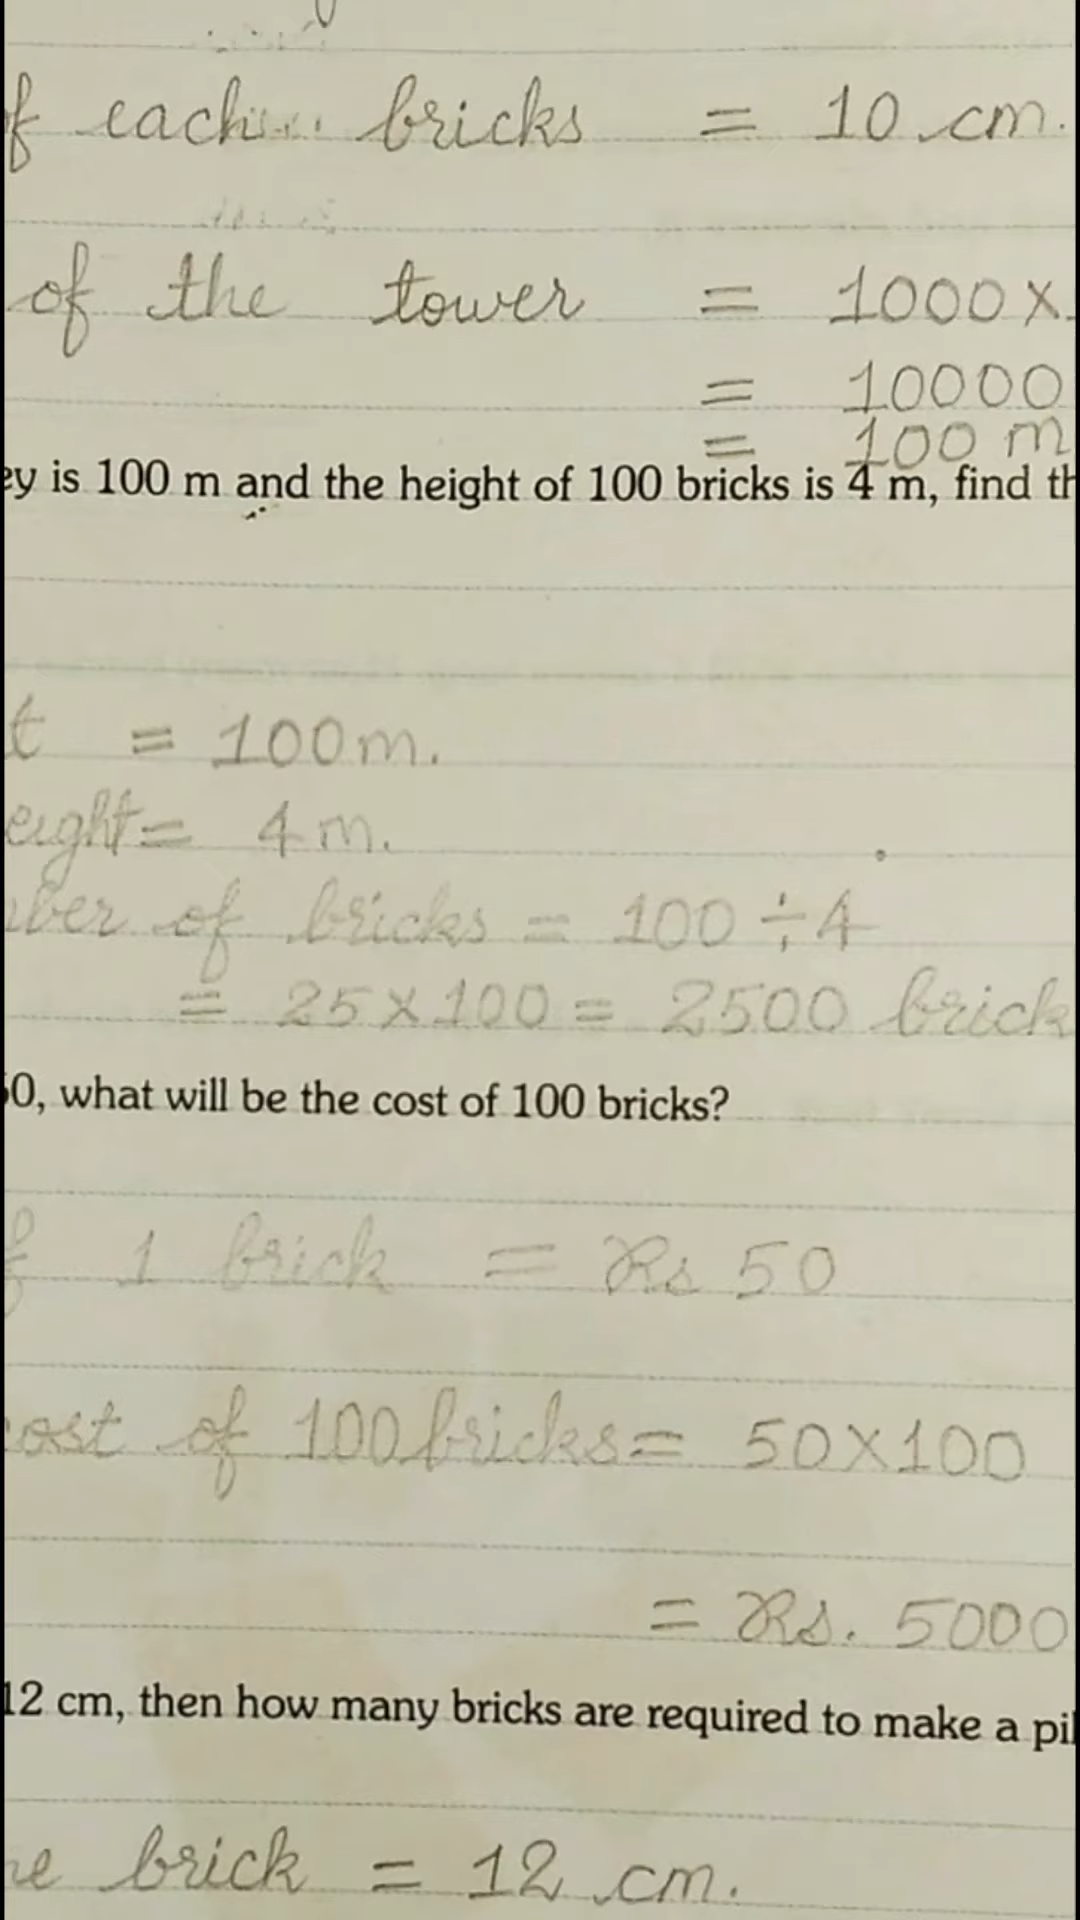 f each bricks = 10 cm.
of the tower = 1000 x
= 10000
= 100 m
ey is 100 m and the height of 100 bricks is 4 m, find th
t = 100m.
eight = 4 m.
ber of bricks = 100 ÷ 4
= 25 x 100 = 2500 brick
0, what will be the cost of 100 bricks?
f 1 brick = Rs 50
cost of 100 bricks = 50 X 100
= Rs. 5000
12 cm, then how many bricks are required to make a pil
ne brick = 12 cm.